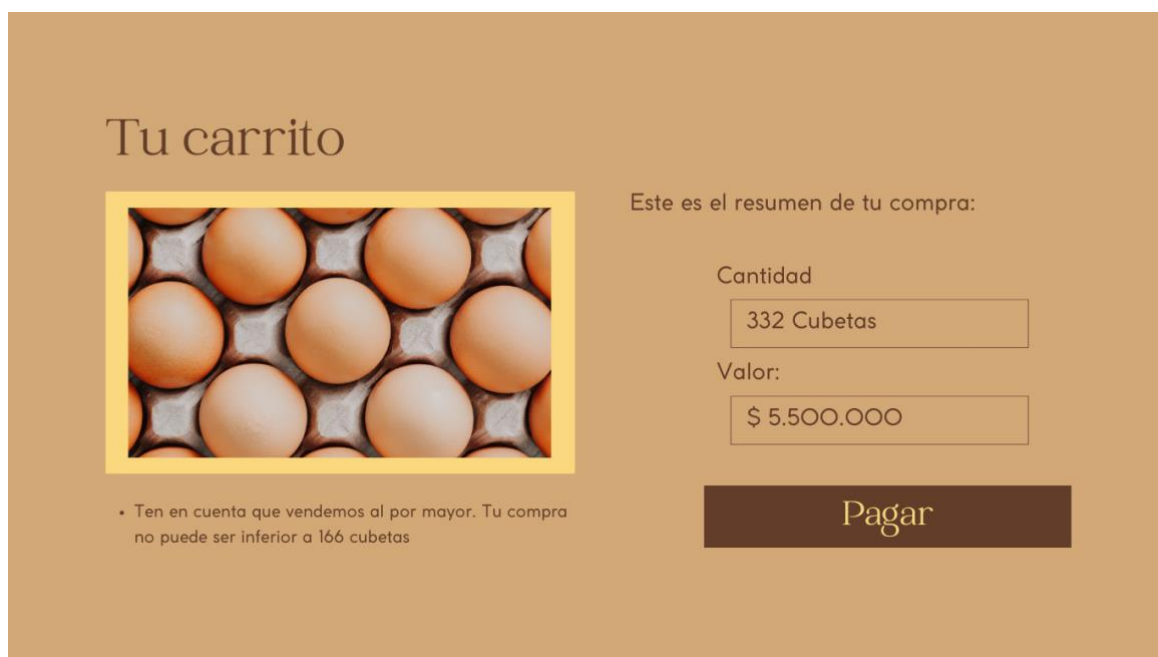 Tu carrito
Este es el resumen de tu compra:
Cantidad
332 Cubetas
Valor:
$ 5.500.000
Pagar
• Ten en cuenta que vendemos al por mayor. Tu compra
no puede ser inferior a 166 cubetas